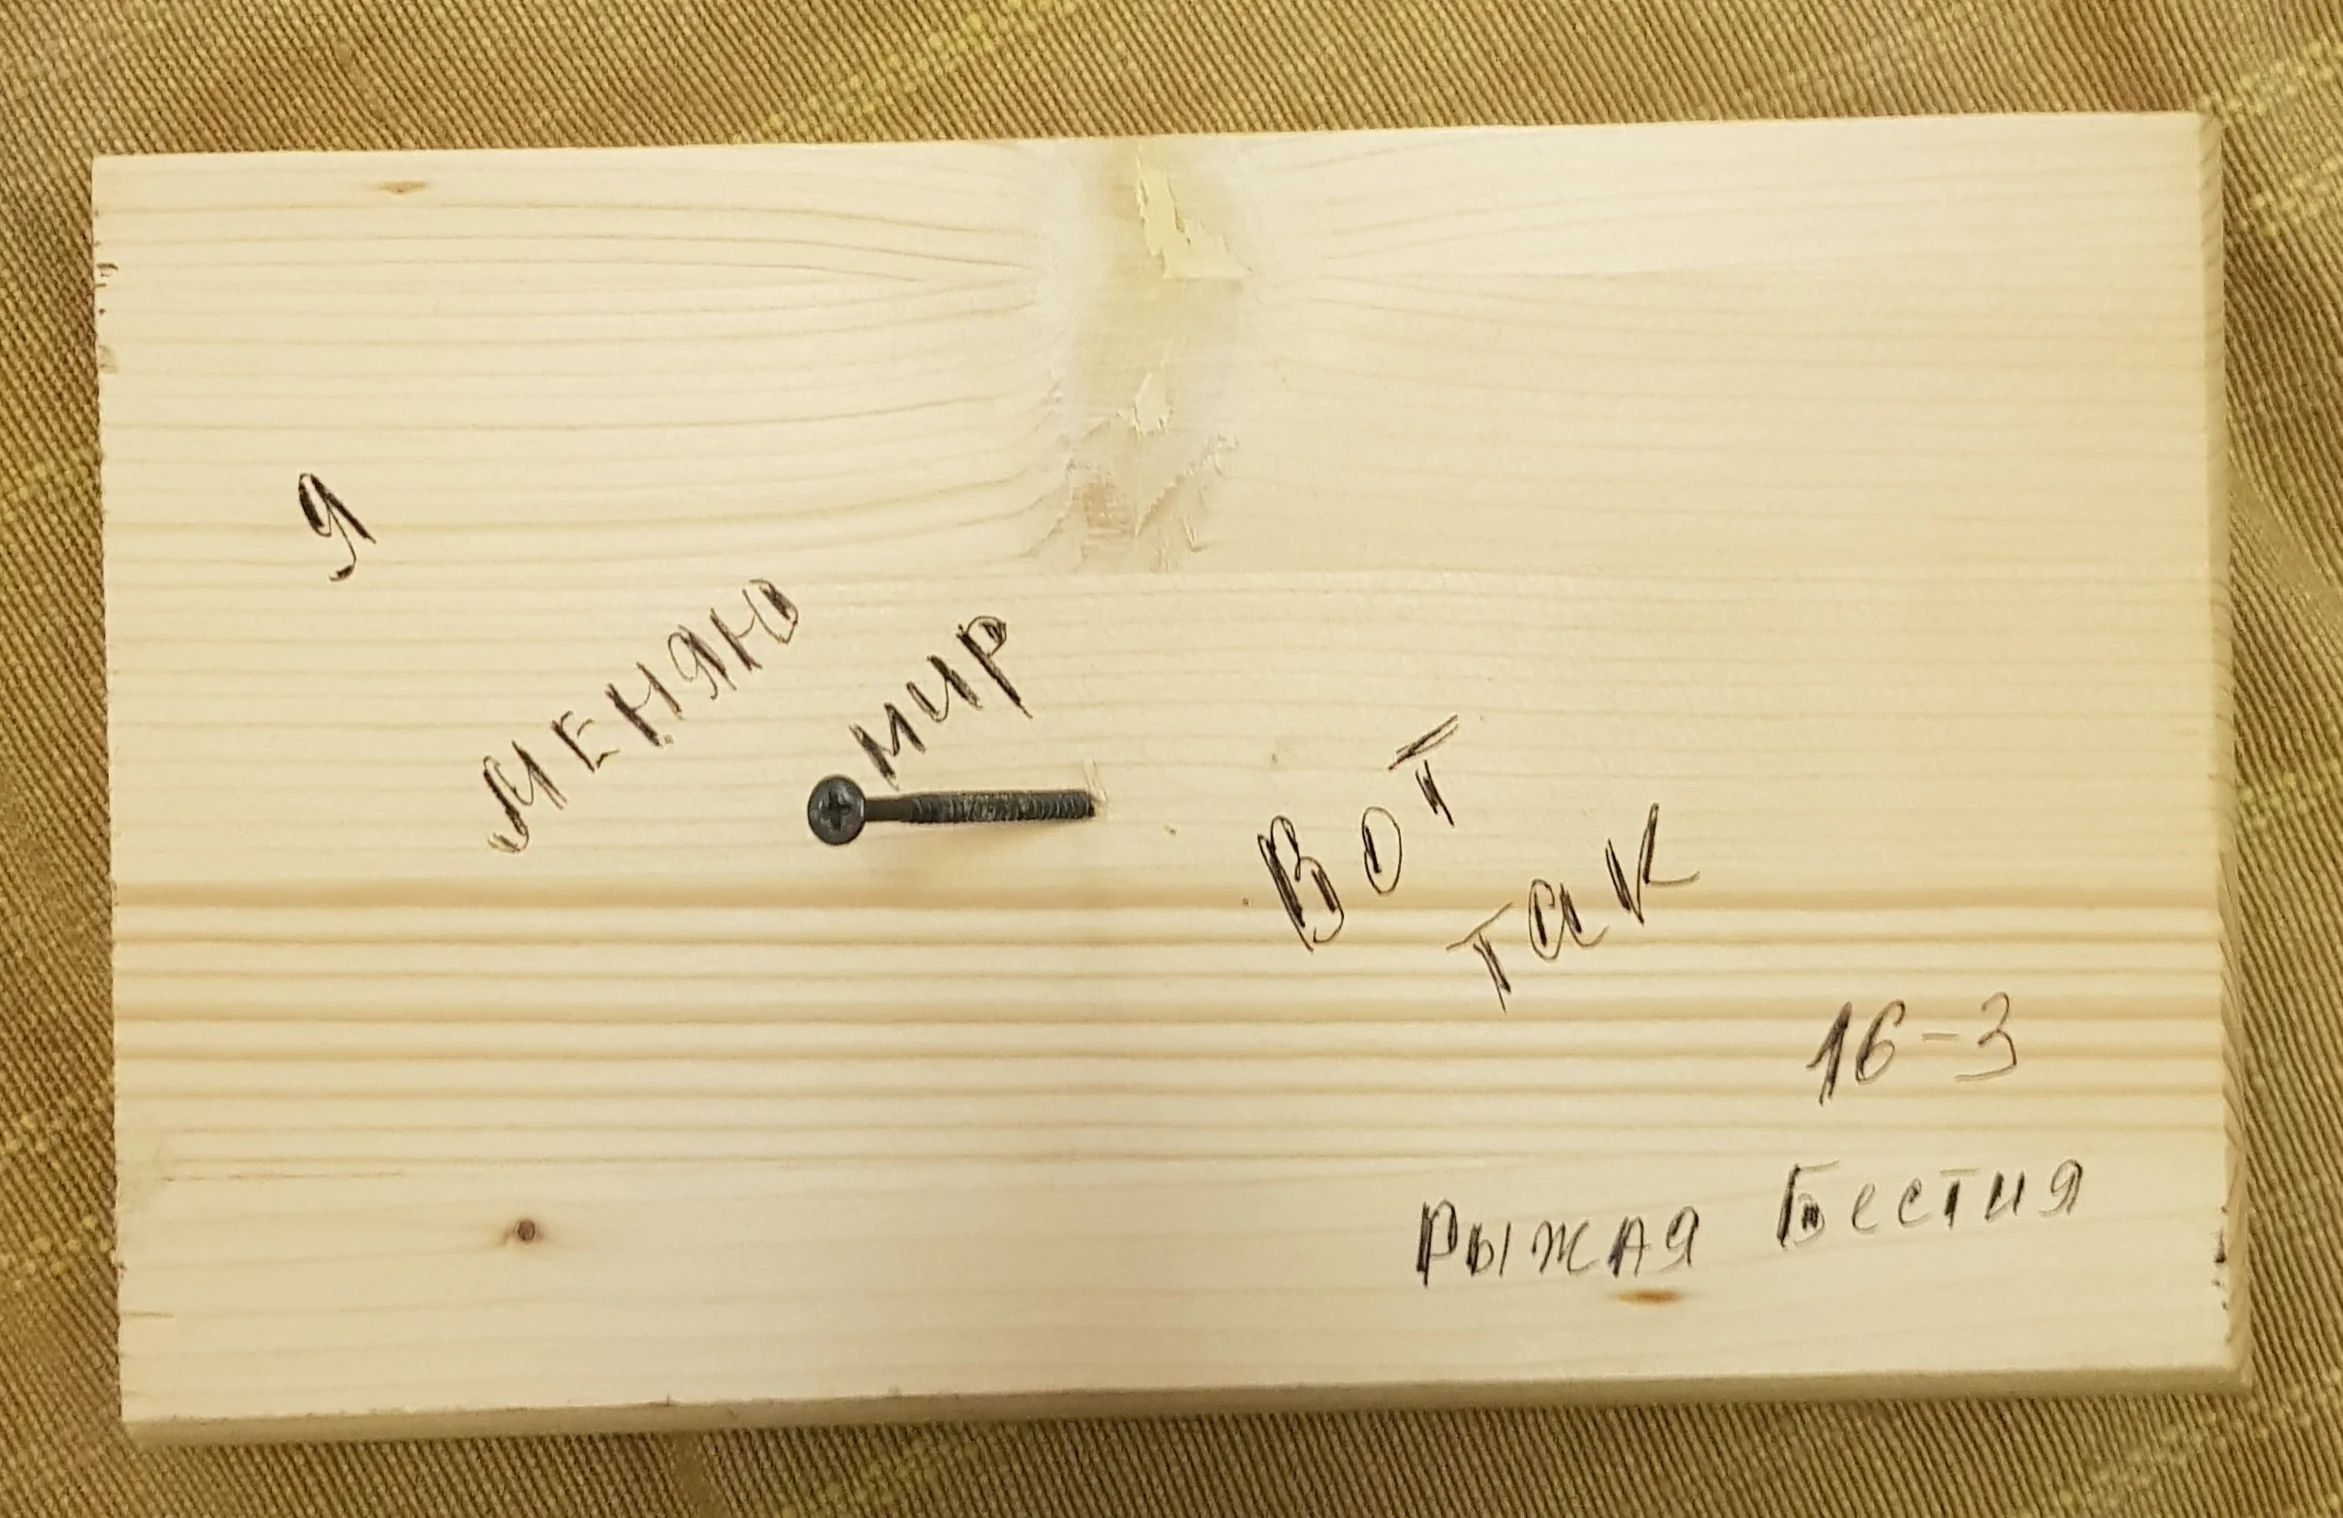 Я
меняю
мир
Вот
так
16-3
Рыжая Бестия